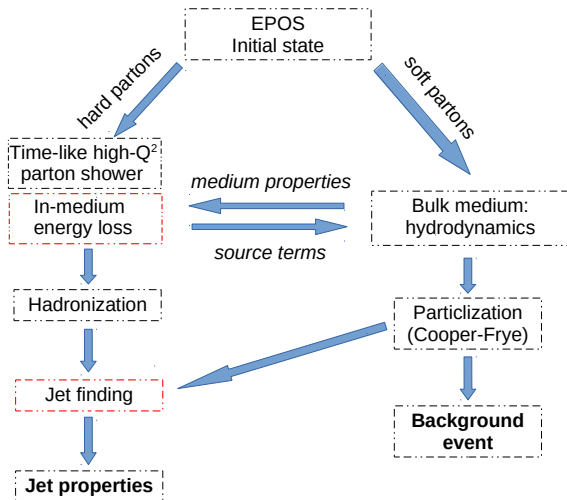 EPOS
Initial state
hard partons
soft partons
Time-like high-Q²
parton shower
In-medium
energy loss
medium properties
source terms
Bulk medium:
hydrodynamics
Hadronization
Particlization
(Cooper-Frye)
Jet finding
Background
event
Jet properties